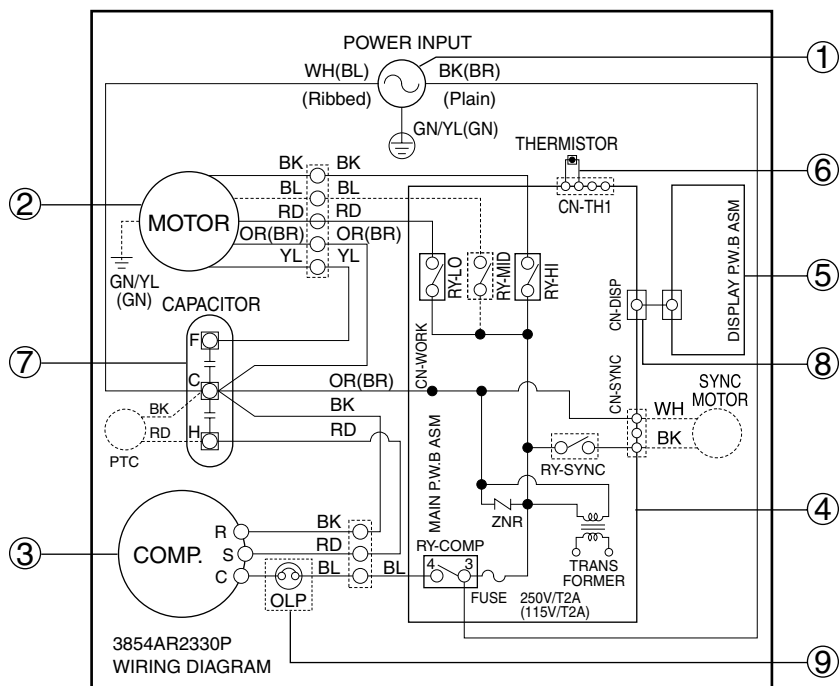 POWER INPUT
WH(BL)
BK(BR)
(Ribbed)
(Plain)
GN/YL(GN)
1
THERMISTOR
6
CN-TH1
BK
BK
BL
BL
RD
RD
OR(BR)
OR(BR)
YL
YL
2
MOTOR
GN/YL
(GN)
RY-LO
RY-MID
RY-HI
DISPLAY P.W.B ASM
5
CN-DISP
8
CAPACITOR
7
F
C
H
BK
RD
PTC
OR(BR)
BK
RD
CN-WORK
MAIN P.W.B ASM
CN-SYNC
SYNC
MOTOR
WH
BK
RY-SYNC
4
ZNR
TRANS
FORMER
3
COMP.
R
S
C
BK
RD
BL
BL
OLP
RY-COMP
4
3
FUSE
250V/T2A
(115V/T2A)
3854AR2330P
WIRING DIAGRAM
9